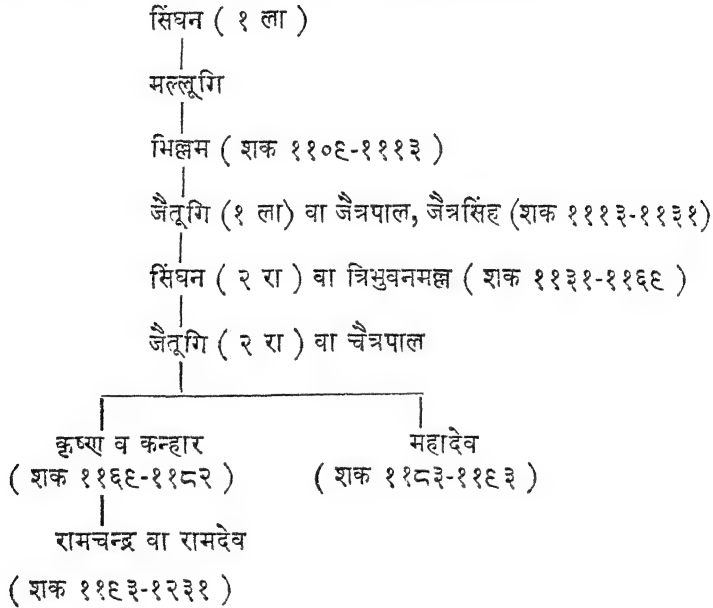 सिंघन ( १ ला )
मल्लूगि
भिल्लम ( शक ११०९-१११३ )
जैतूगि (१ ला) वा जैत्रपाल, जैत्रसिंह (शक १११३-११३१)
सिंघन ( २ रा ) वा त्रिभुवनमल्ल ( शक ११३१-११६९ )
जैतूगि ( २ रा ) वा चैत्रपाल
कृष्ण व कन्हार महादेव
( शक ११६९-११८२ ) ( शक ११८३-११९३ )
रामचन्द्र वा रामदेव
( शक ११९३-१२३१ )